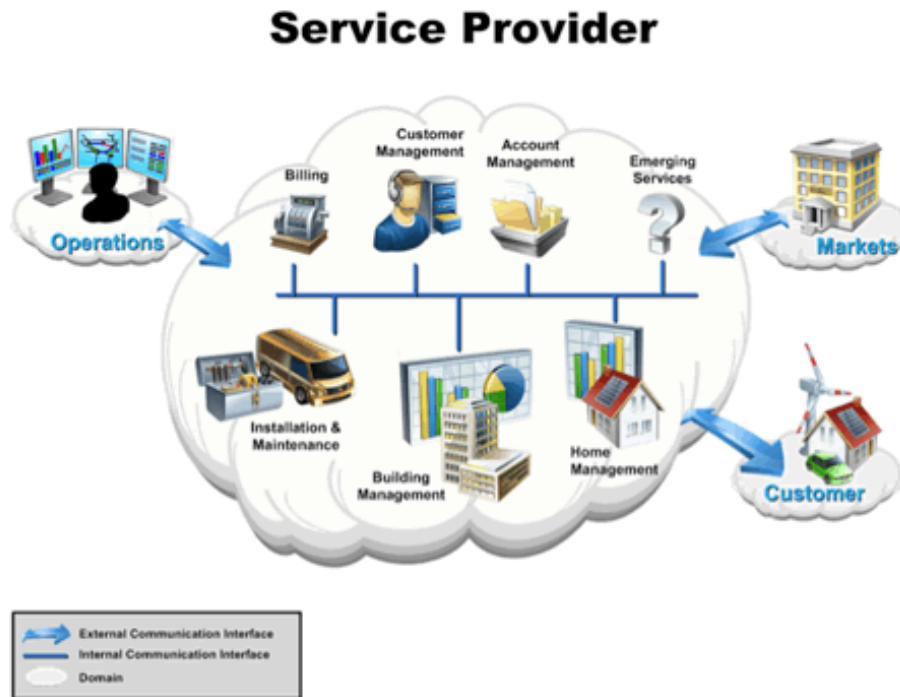 Service Provider
Customer
Management
Account
Management
Emerging
Services
Billing
Operations
Markets
Installation &
Maintenance
Building
Management
Home
Management
Customer
External Communication Interface
Internal Communication Interface
Domain